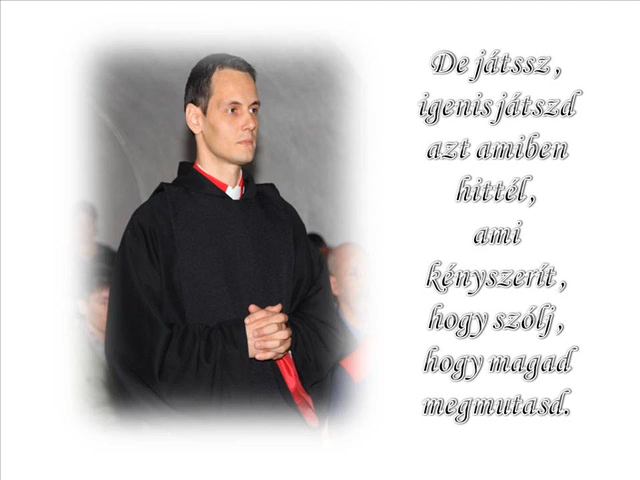 De játssz ,
igenis játszd
azt amiben
hittél ,
ami
kényszerít ,
hogy szólj ,
hogy magad
megmutasd.